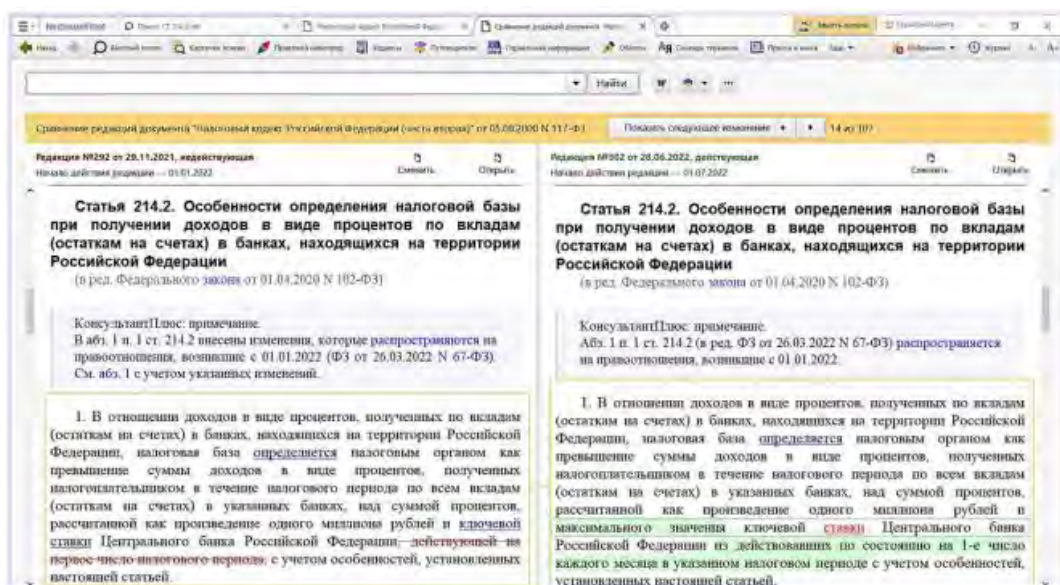 Найти
Сравнение редакций документа "Налоговый кодекс Российской Федерации (часть вторая)" от 05.08.2000 N 117-ФЗ
Показать следующее изменение
14 из 107
Редакция №292 от 29.11.2021, недействующая
Начало действия редакции — 01.01.2022
Сменить
Открыть
Статья 214.2. Особенности определения налоговой базы
при получении доходов в виде процентов по вкладам
(остаткам на счетах) в банках, находящихся на территории
Российской Федерации
(в ред. Федерального закона от 01.04.2020 N 102-ФЗ)
КонсультантПлюс: примечание.
В абз. 1 п. 1 ст. 214.2 внесены изменения, которые распространяются на
правоотношения, возникшие с 01.01.2022 (ФЗ от 26.03.2022 N 67-ФЗ).
См. абз. 1 с учетом указанных изменений.
1. В отношении доходов в виде процентов, полученных по вкладам
(остаткам на счетах) в банках, находящихся на территории Российской
Федерации, налоговая база определяется налоговым органом как
превышение суммы доходов в виде процентов, полученных
налогоплательщиком в течение налогового периода по всем вкладам
(остаткам на счетах) в указанных банках, над суммой процентов,
рассчитанной как произведение одного миллиона рублей и ключевой
ставки Центрального банка Российской Федерации, действующей на
первое число налогового периода, с учетом особенностей, установленных
настоящей статьей.
от 28.06.2022, действующая
Начало действия редакции — 01.07.2022
Сменить
Открыть
Статья 214.2. Особенности определения налоговой базы
при получении доходов в виде процентов по вкладам
(остаткам на счетах) в банках, находящихся на территории
Российской Федерации
(в ред. Федерального закона от 01.04.2020 N 102-ФЗ)
КонсультантПлюс: примечание.
Абз. 1 п. 1 ст. 214.2 (в ред. ФЗ от 26.03.2022 N 67-ФЗ) распространяется
на правоотношения, возникшие с 01.01.2022.
1. В отношении доходов в виде процентов, полученных по вкладам
(остаткам на счетах) в банках, находящихся на территории Российской
Федерации, налоговая база определяется налоговым органом как
превышение суммы доходов в виде процентов, полученных
налогоплательщиком в течение налогового периода по всем вкладам
(остаткам на счетах) в указанных банках, над суммой процентов,
рассчитанной как произведение одного миллиона рублей и
максимального значения ключевой ставки Центрального банка
Российской Федерации из действовавших по состоянию на 1-е число
каждого месяца в указанном налоговом периоде с учетом особенностей,
установленных настоящей статьей.